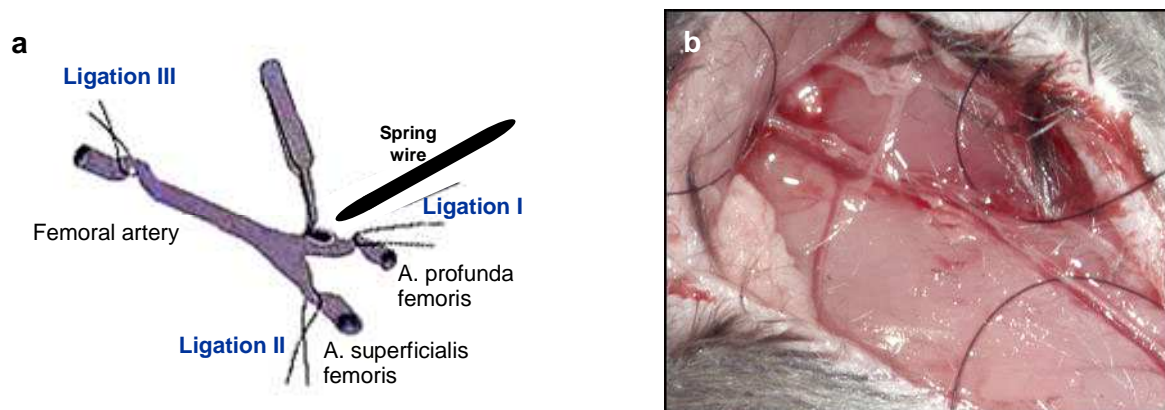 a
Ligation III
Spring
wire
Ligation I
Femoral artery
A. profunda
femoris
Ligation II
A. superficialis
femoris
b